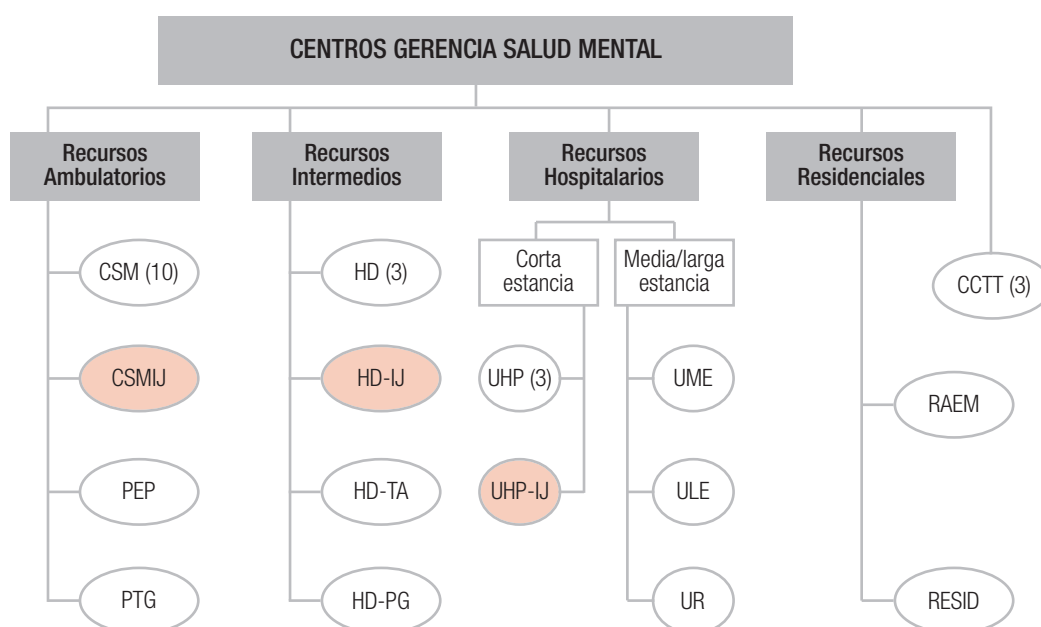 CENTROS GERENCIA SALUD MENTAL
Recursos
Ambulatorios
Recursos
Intermedios
Recursos
Hospitalarios
Recursos
Residenciales
Corta
estancia
Media/larga
estancia
CSM (10)
HD (3)
CCTT (3)
CSMIJ
HD-IJ
UHP (3)
UME
RAEM
PEP
HD-TA
UHP-IJ
ULE
PTG
HD-PG
UR
RESID